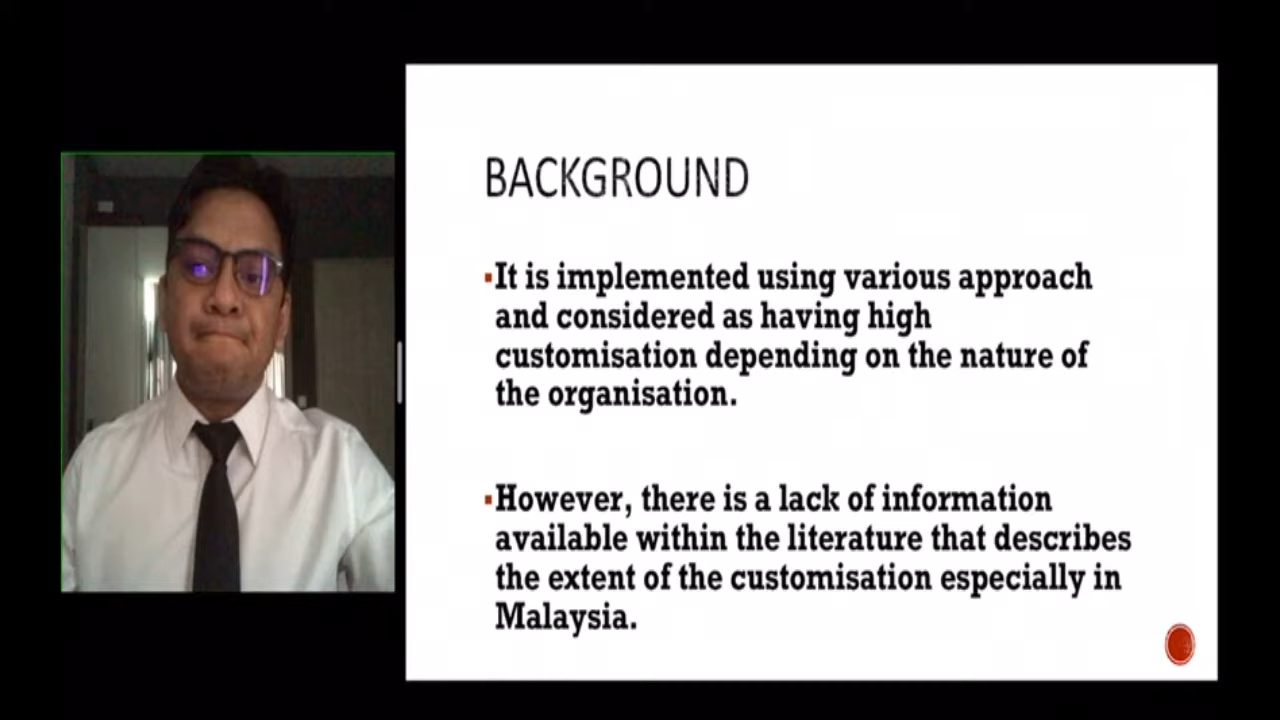 BACKGROUND
▪It is implemented using various approach
and considered as having high
customisation depending on the nature of
the organisation.
▪However, there is a lack of information
available within the literature that describes
the extent of the customisation especially in
Malaysia.